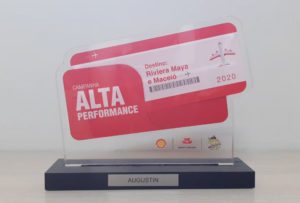 Destino:
Riviera Maya
e Maceió
2020
CAMPANHA
ALTA
PERFORMANCE
AUGUSTIN